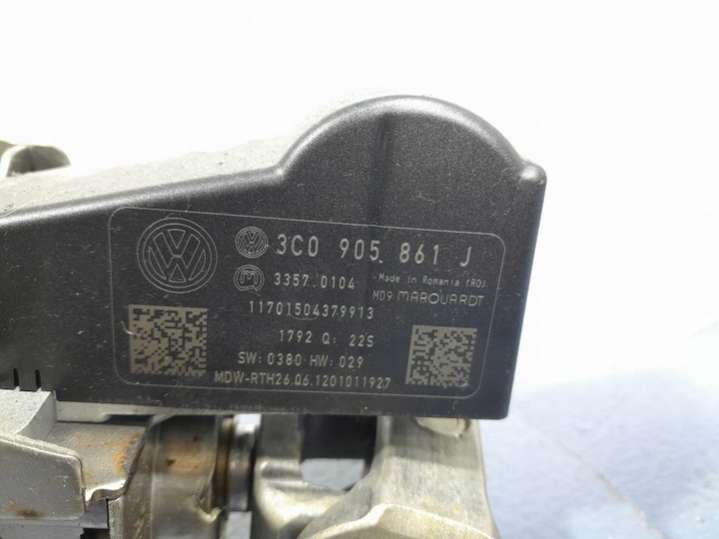 3C0 905 861 J
3357.0104 Made in Romania (RO)
MD9 MARQUARDT
11701504379913
1792 Q: 22S
SW: 0380 HW: 029
MDW-RTH26.06.1201011927